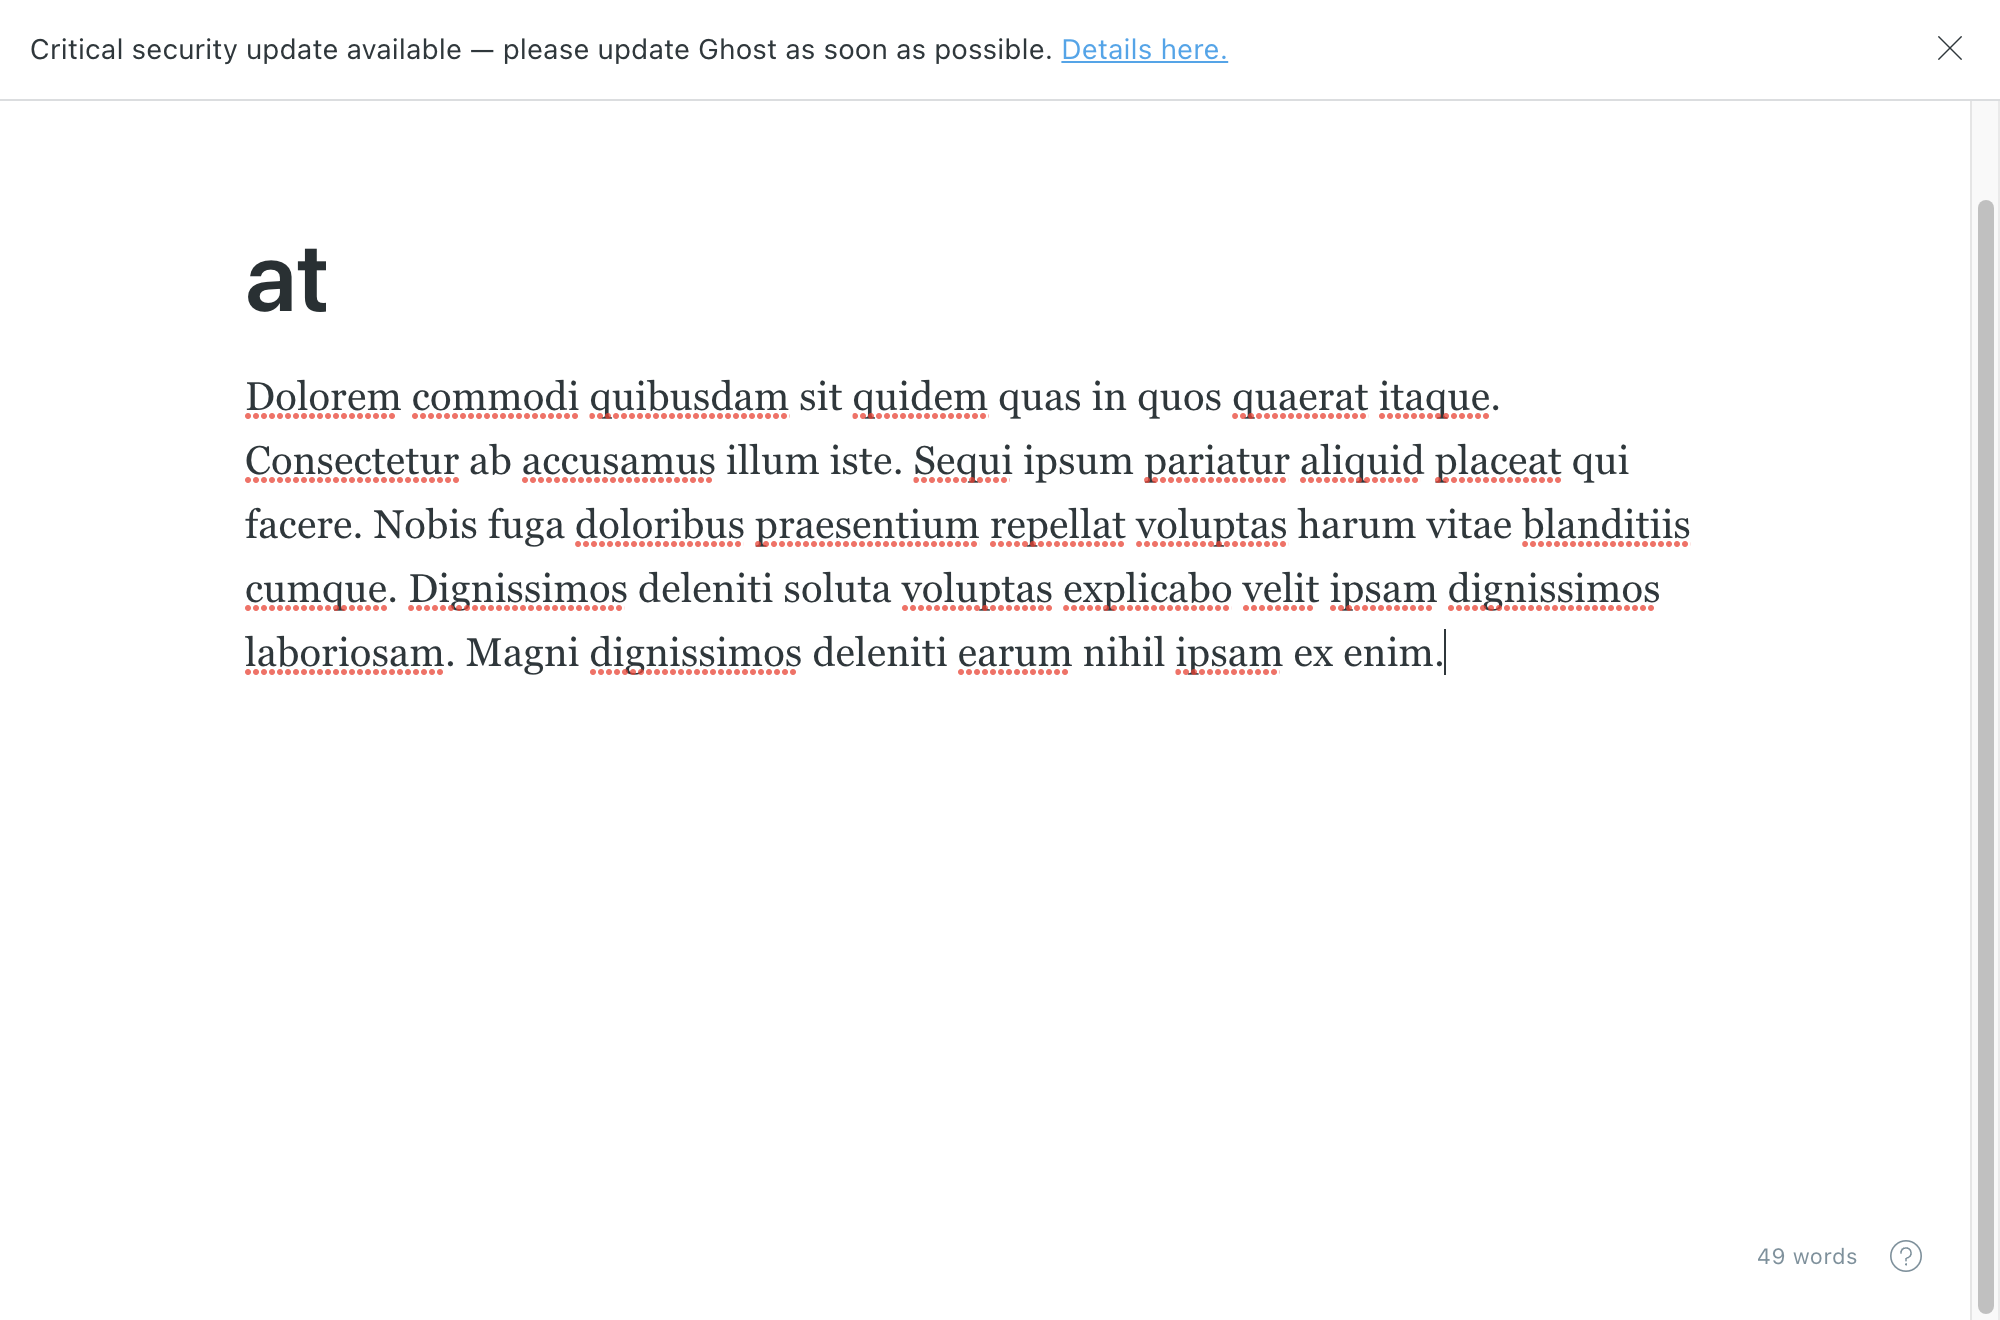 Critical security update available — please update Ghost as soon as possible. Details here.
at
Dolorem commodi quibusdam sit quidem quas in quos quaerat itaque.
Consectetur ab accusamus illum iste. Sequi ipsum pariatur aliquid placeat qui
facere. Nobis fuga doloribus praesentium repellat voluptas harum vitae blanditiis
cumque. Dignissimos deleniti soluta voluptas explicabo velit ipsam dignissimos
laboriosam. Magni dignissimos deleniti earum nihil ipsam ex enim.
49 words ?